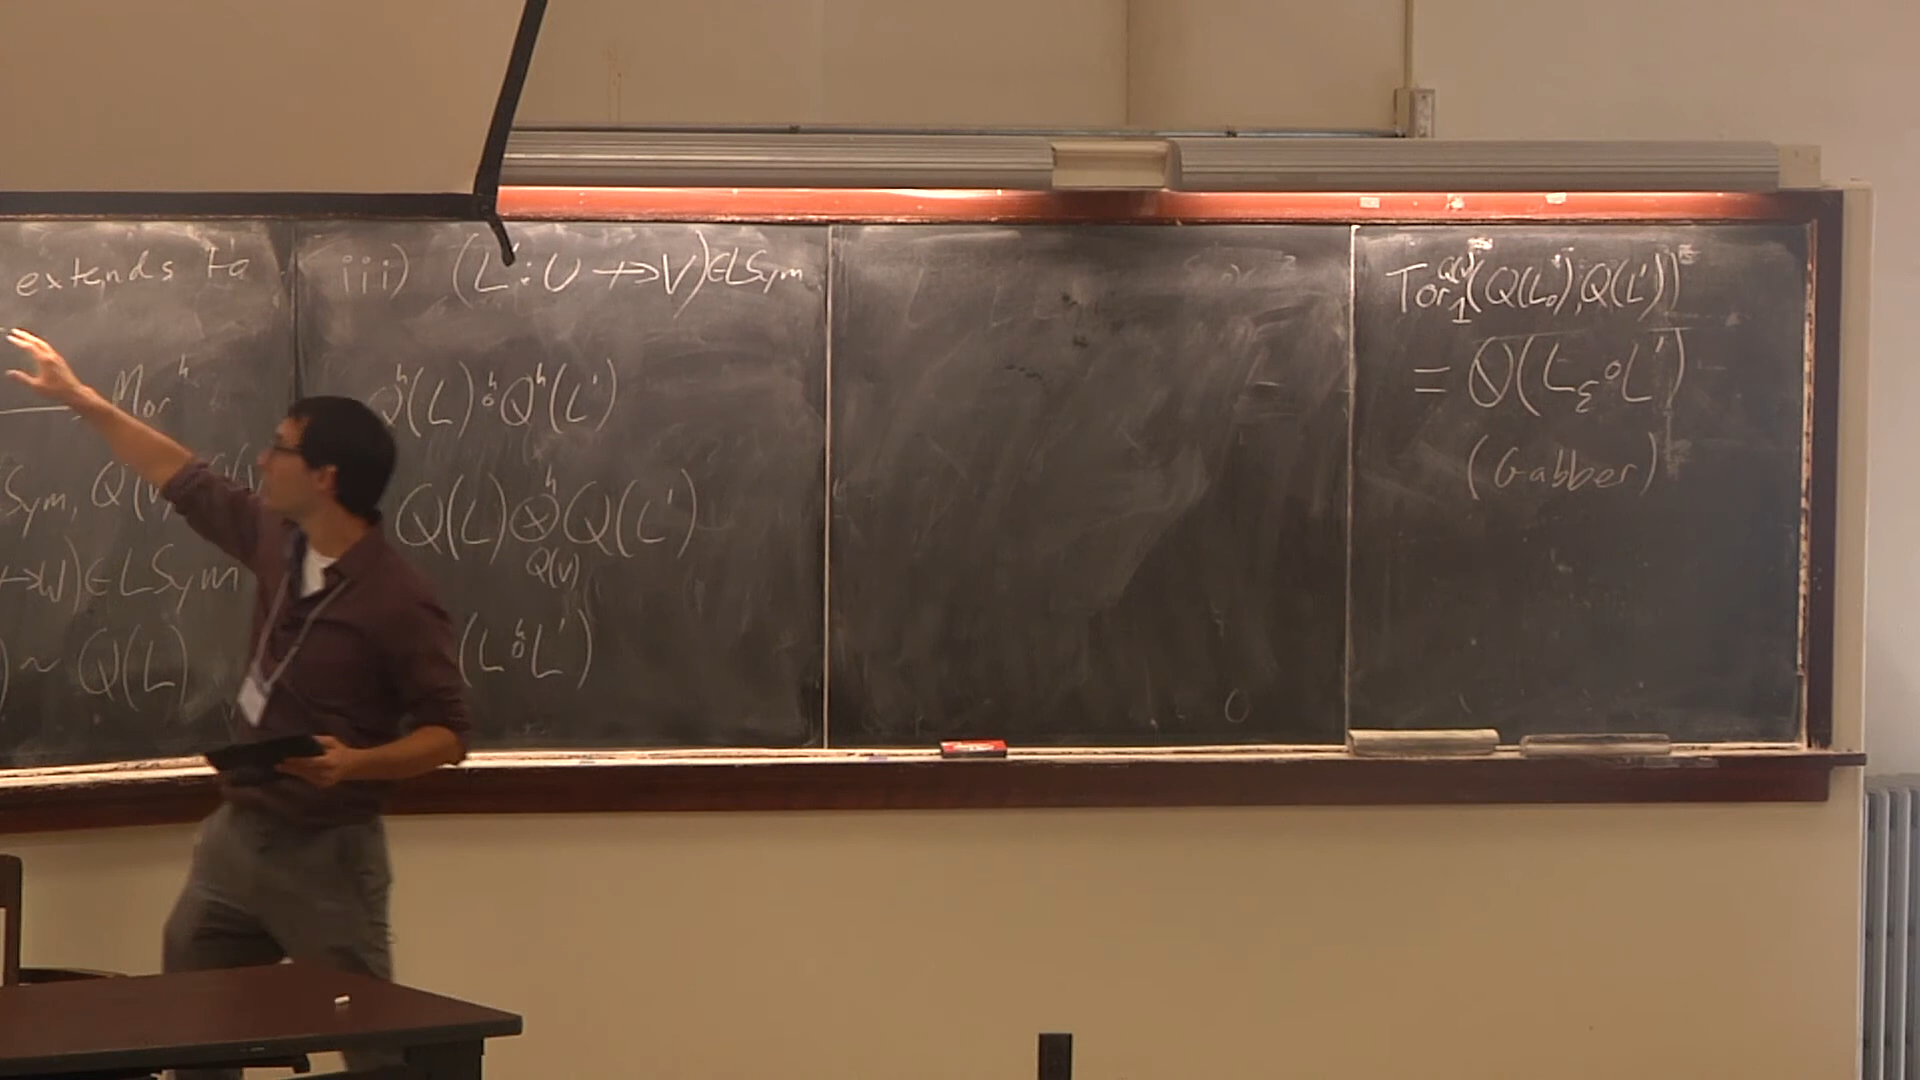 extends to
Mor^h
Sym, Q(V
→W) ∈ LSym
) ~ Q(L)
iii) (L' : U +→ V) ∈ LSym
Q^h(L) ∘^h Q^h(L')
Q(L) ⊗^h_{Q(V)} Q(L')
(L ∘^h L')
Tor_1^{Q(V)}(Q(L_0), Q(L'))
= Q(L_ε ∘ L')
(Gabber)